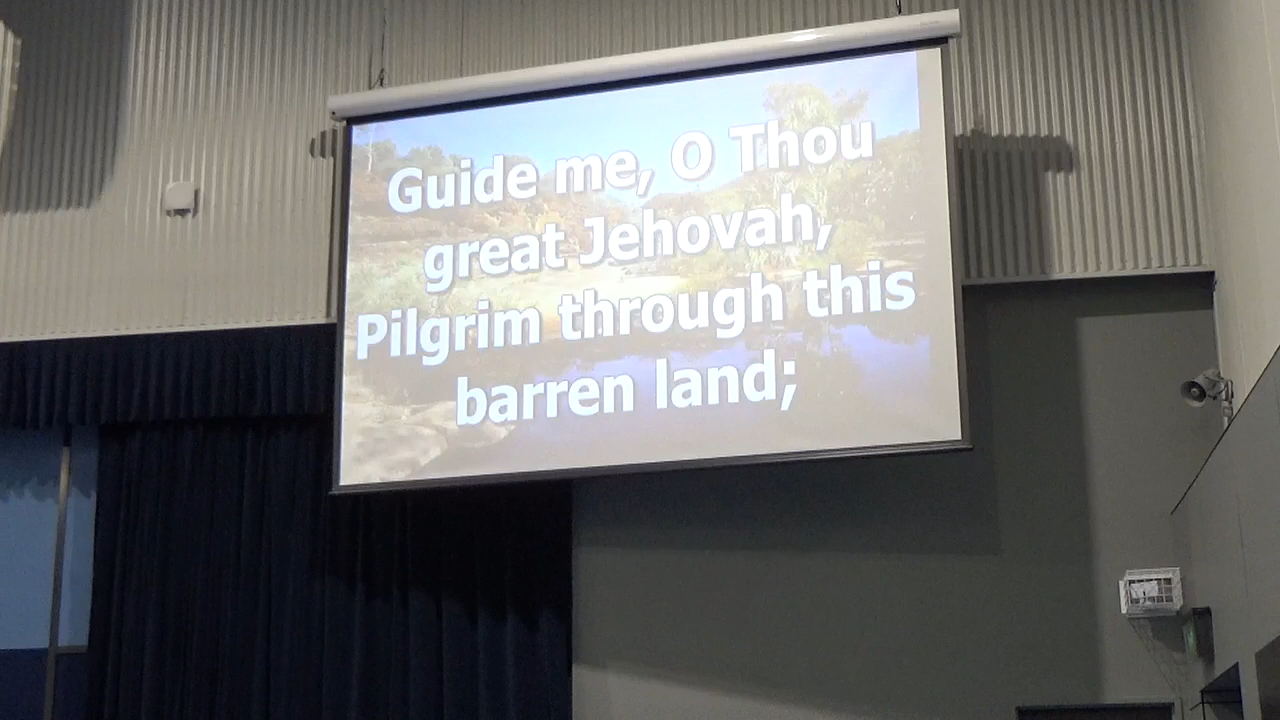 Guide me, O Thou
great Jehovah,
Pilgrim through this
barren land;